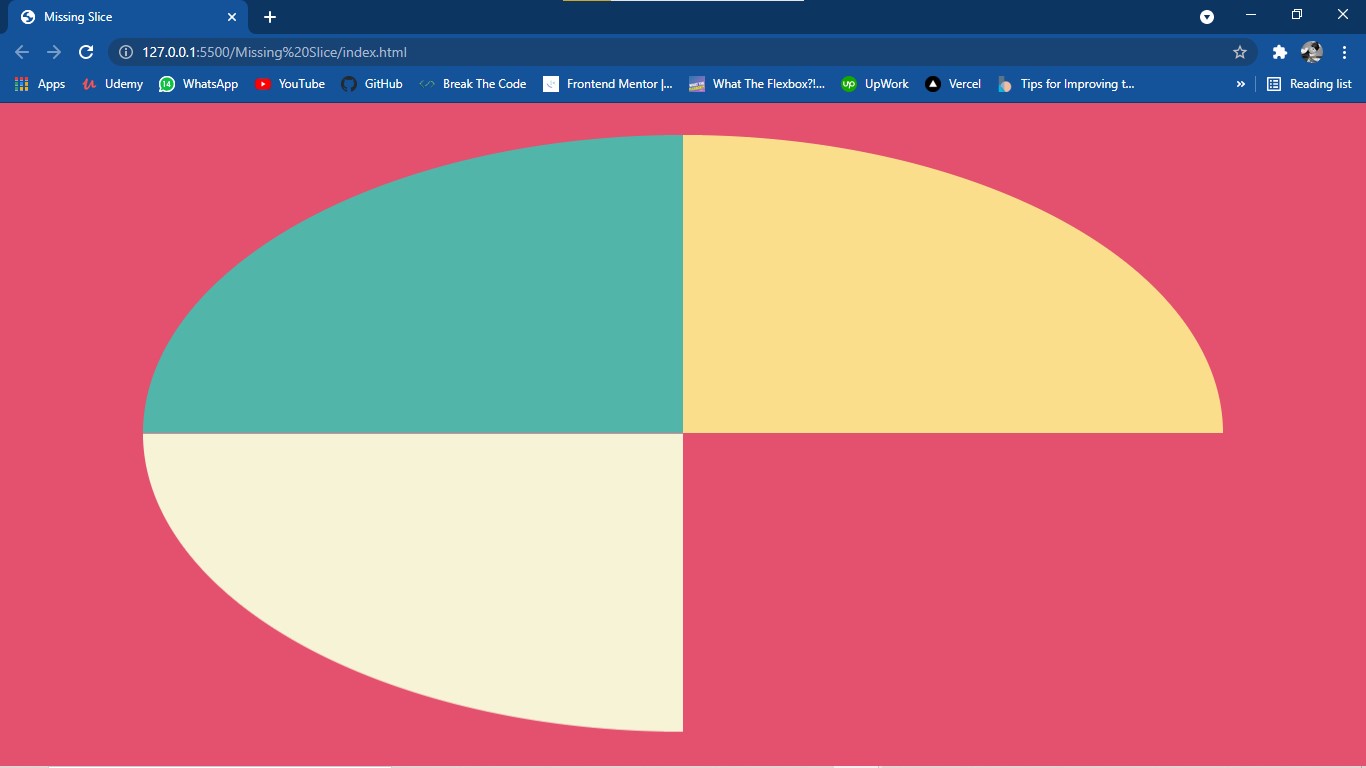 Missing Slice
127.0.0.1:5500/Missing%20Slice/index.html
Apps Udemy 14 WhatsApp YouTube GitHub Break The Code Frontend Mentor |... What The Flexbox?!... up UpWork Vercel Tips for Improving t... » Reading list